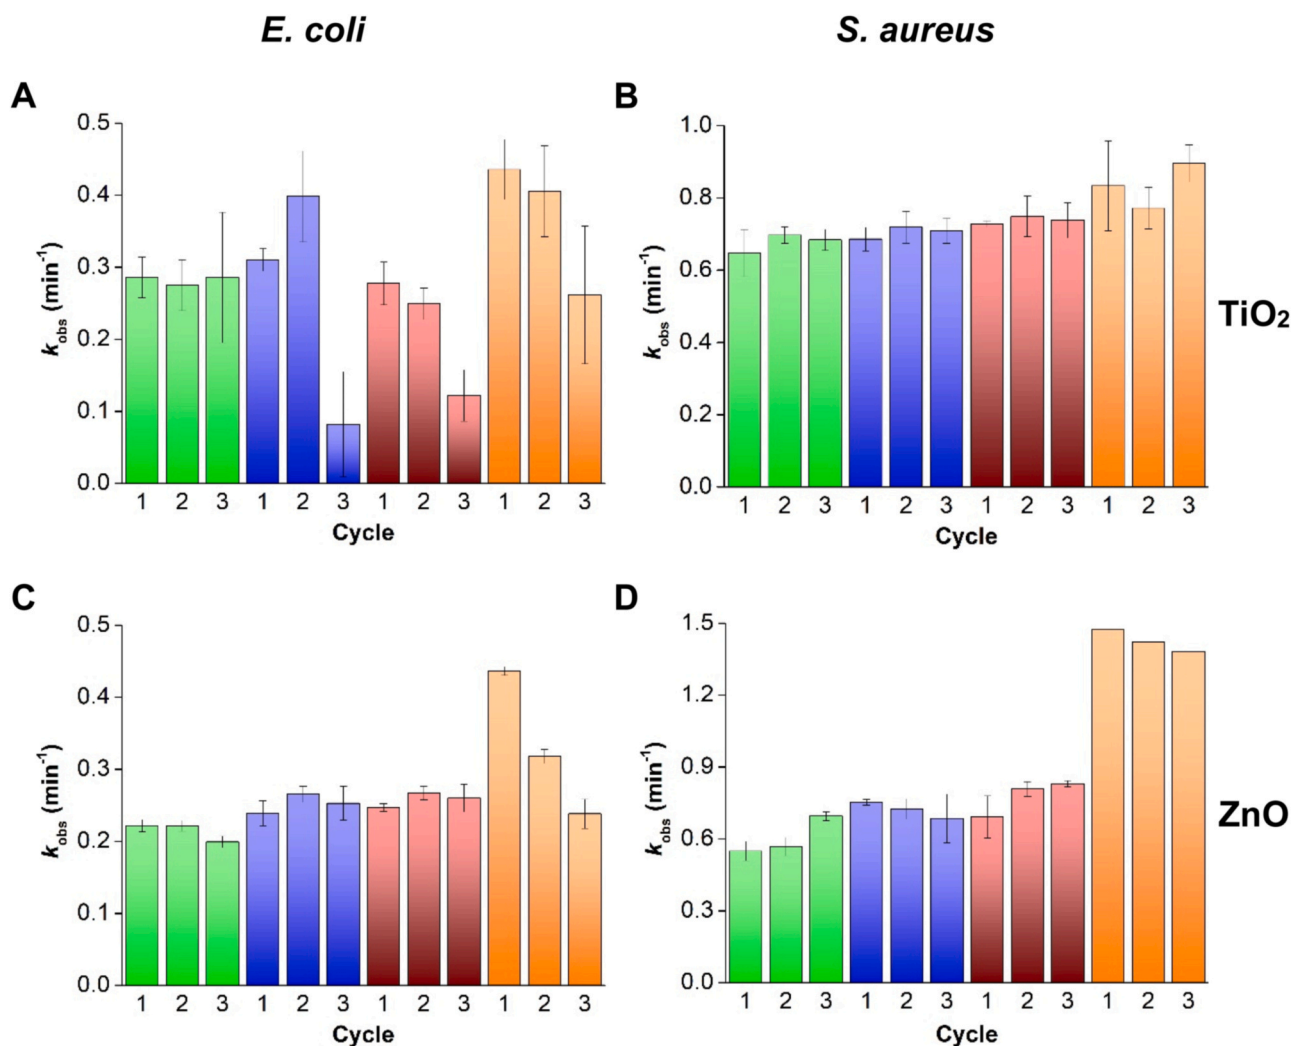 E. coli
S. aureus
A
0.5
0.4
0.3
0.2
0.1
0.0
kobs (min-1)
1 2 3 1 2 3 1 2 3 1 2 3
Cycle
B
1.0
0.8
0.6
0.4
0.2
0.0
kobs (min-1)
1 2 3 1 2 3 1 2 3 1 2 3
Cycle
TiO2
C
0.5
0.4
0.3
0.2
0.1
0.0
kobs (min-1)
1 2 3 1 2 3 1 2 3 1 2 3
Cycle
D
1.5
1.2
0.9
0.6
0.3
0.0
kobs (min-1)
1 2 3 1 2 3 1 2 3 1 2 3
Cycle
ZnO